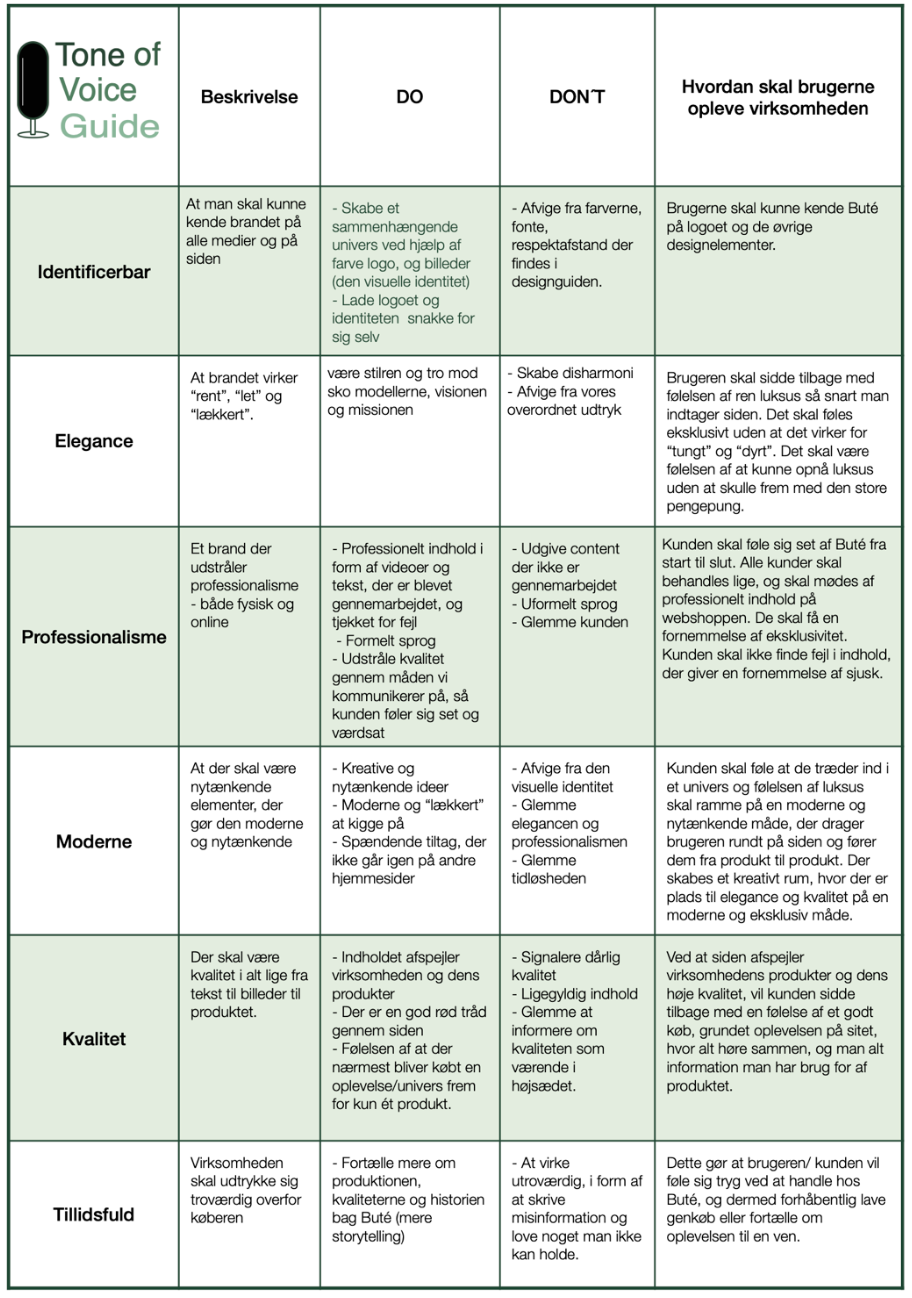 Tone of
Voice
Guide
Beskrivelse
DO
DON´T
Hvordan skal brugerne
opleve virksomheden
Identificerbar
At man skal kunne
kende brandet på
alle medier og på
siden
- Skabe et
sammenhængende
univers ved hjælp af
farve logo, og billeder
(den visuelle identitet)
- Lade logoet og
identiteten snakke for
sig selv
- Afvige fra farverne,
fonte,
respektafstand der
findes i
designguiden.
Brugerne skal kunne kende Buté
på logoet og de øvrige
designelementer.
Elegance
At brandet virker
“rent”, “let” og
“lækkert”.
være stilren og tro mod
sko modellerne, visionen
og missionen
- Skabe disharmoni
- Afvige fra vores
overordnet udtryk
Brugeren skal sidde tilbage med
følelsen af ren luksus så snart man
indtager siden. Det skal føles
eksklusivt uden at det virker for
“tungt” og “dyrt”. Det skal være
følelsen af at kunne opnå luksus
uden at skulle frem med den store
pengepung.
Professionalisme
Et brand der
udstråler
professionalisme
- både fysisk og
online
- Professionelt indhold i
form af videoer og
tekst, der er blevet
gennemarbejdet, og
tjekket for fejl
- Formelt sprog
- Udstråle kvalitet
gennem måden vi
kommunikerer på, så
kunden føler sig set og
værdsat
- Udgive content
der ikke er
gennemarbejdet
- Uformelt sprog
- Glemme kunden
Kunden skal føle sig set af Buté fra
start til slut. Alle kunder skal
behandles lige, og skal mødes af
professionelt indhold på
webshoppen. De skal få en
fornemmelse af eksklusivitet.
Kunden skal ikke finde fejl i indhold,
der giver en fornemmelse af sjusk.
Moderne
At der skal være
nytænkende
elementer, der
gør den moderne
og nytænkende
- Kreative og
nytænkende ideer
- Moderne og “lækkert”
at kigge på
- Spændende tiltag, der
ikke går igen på andre
hjemmesider
- Afvige fra den
visuelle identitet
- Glemme
elegancen og
professionalismen
- Glemme
tidløsheden
Kunden skal føle at de træder ind i
et univers og følelsen af luksus
skal ramme på en moderne og
nytænkende måde, der drager
brugeren rundt på siden og fører
dem fra produkt til produkt. Der
skabes et kreativt rum, hvor der er
plads til elegance og kvalitet på en
moderne og eksklusiv måde.
Kvalitet
Der skal være
kvalitet i alt lige fra
tekst til billeder til
produktet.
- Indholdet afspejler
virksomheden og dens
produkter
- Der er en god rød tråd
gennem siden
- Følelsen af at der
nærmest bliver købt en
oplevelse/univers frem
for kun ét produkt.
- Signalere dårlig
kvalitet
- Ligegyldig indhold
- Glemme at
informere om
kvaliteten som
værende i
højsædet.
Ved at siden afspejler
virksomhedens produkter og dens
høje kvalitet, vil kunden sidde
tilbage med en følelse af et godt
køb, grundet oplevelsen på sitet,
hvor alt høre sammen, og man alt
information man har brug for af
produktet.
Tillidsfuld
Virksomheden
skal udtrykke sig
troværdig overfor
køberen
- Fortælle mere om
produktionen,
kvaliteterne og historien
bag Buté (mere
storytelling)
- At virke
utroværdig, i form af
at skrive
misinformation og
love noget man ikke
kan holde.
Dette gør at brugeren/ kunden vil
føle sig tryg ved at handle hos
Buté, og dermed forhåbentlig lave
genkøb eller fortælle om
oplevelsen til en ven.